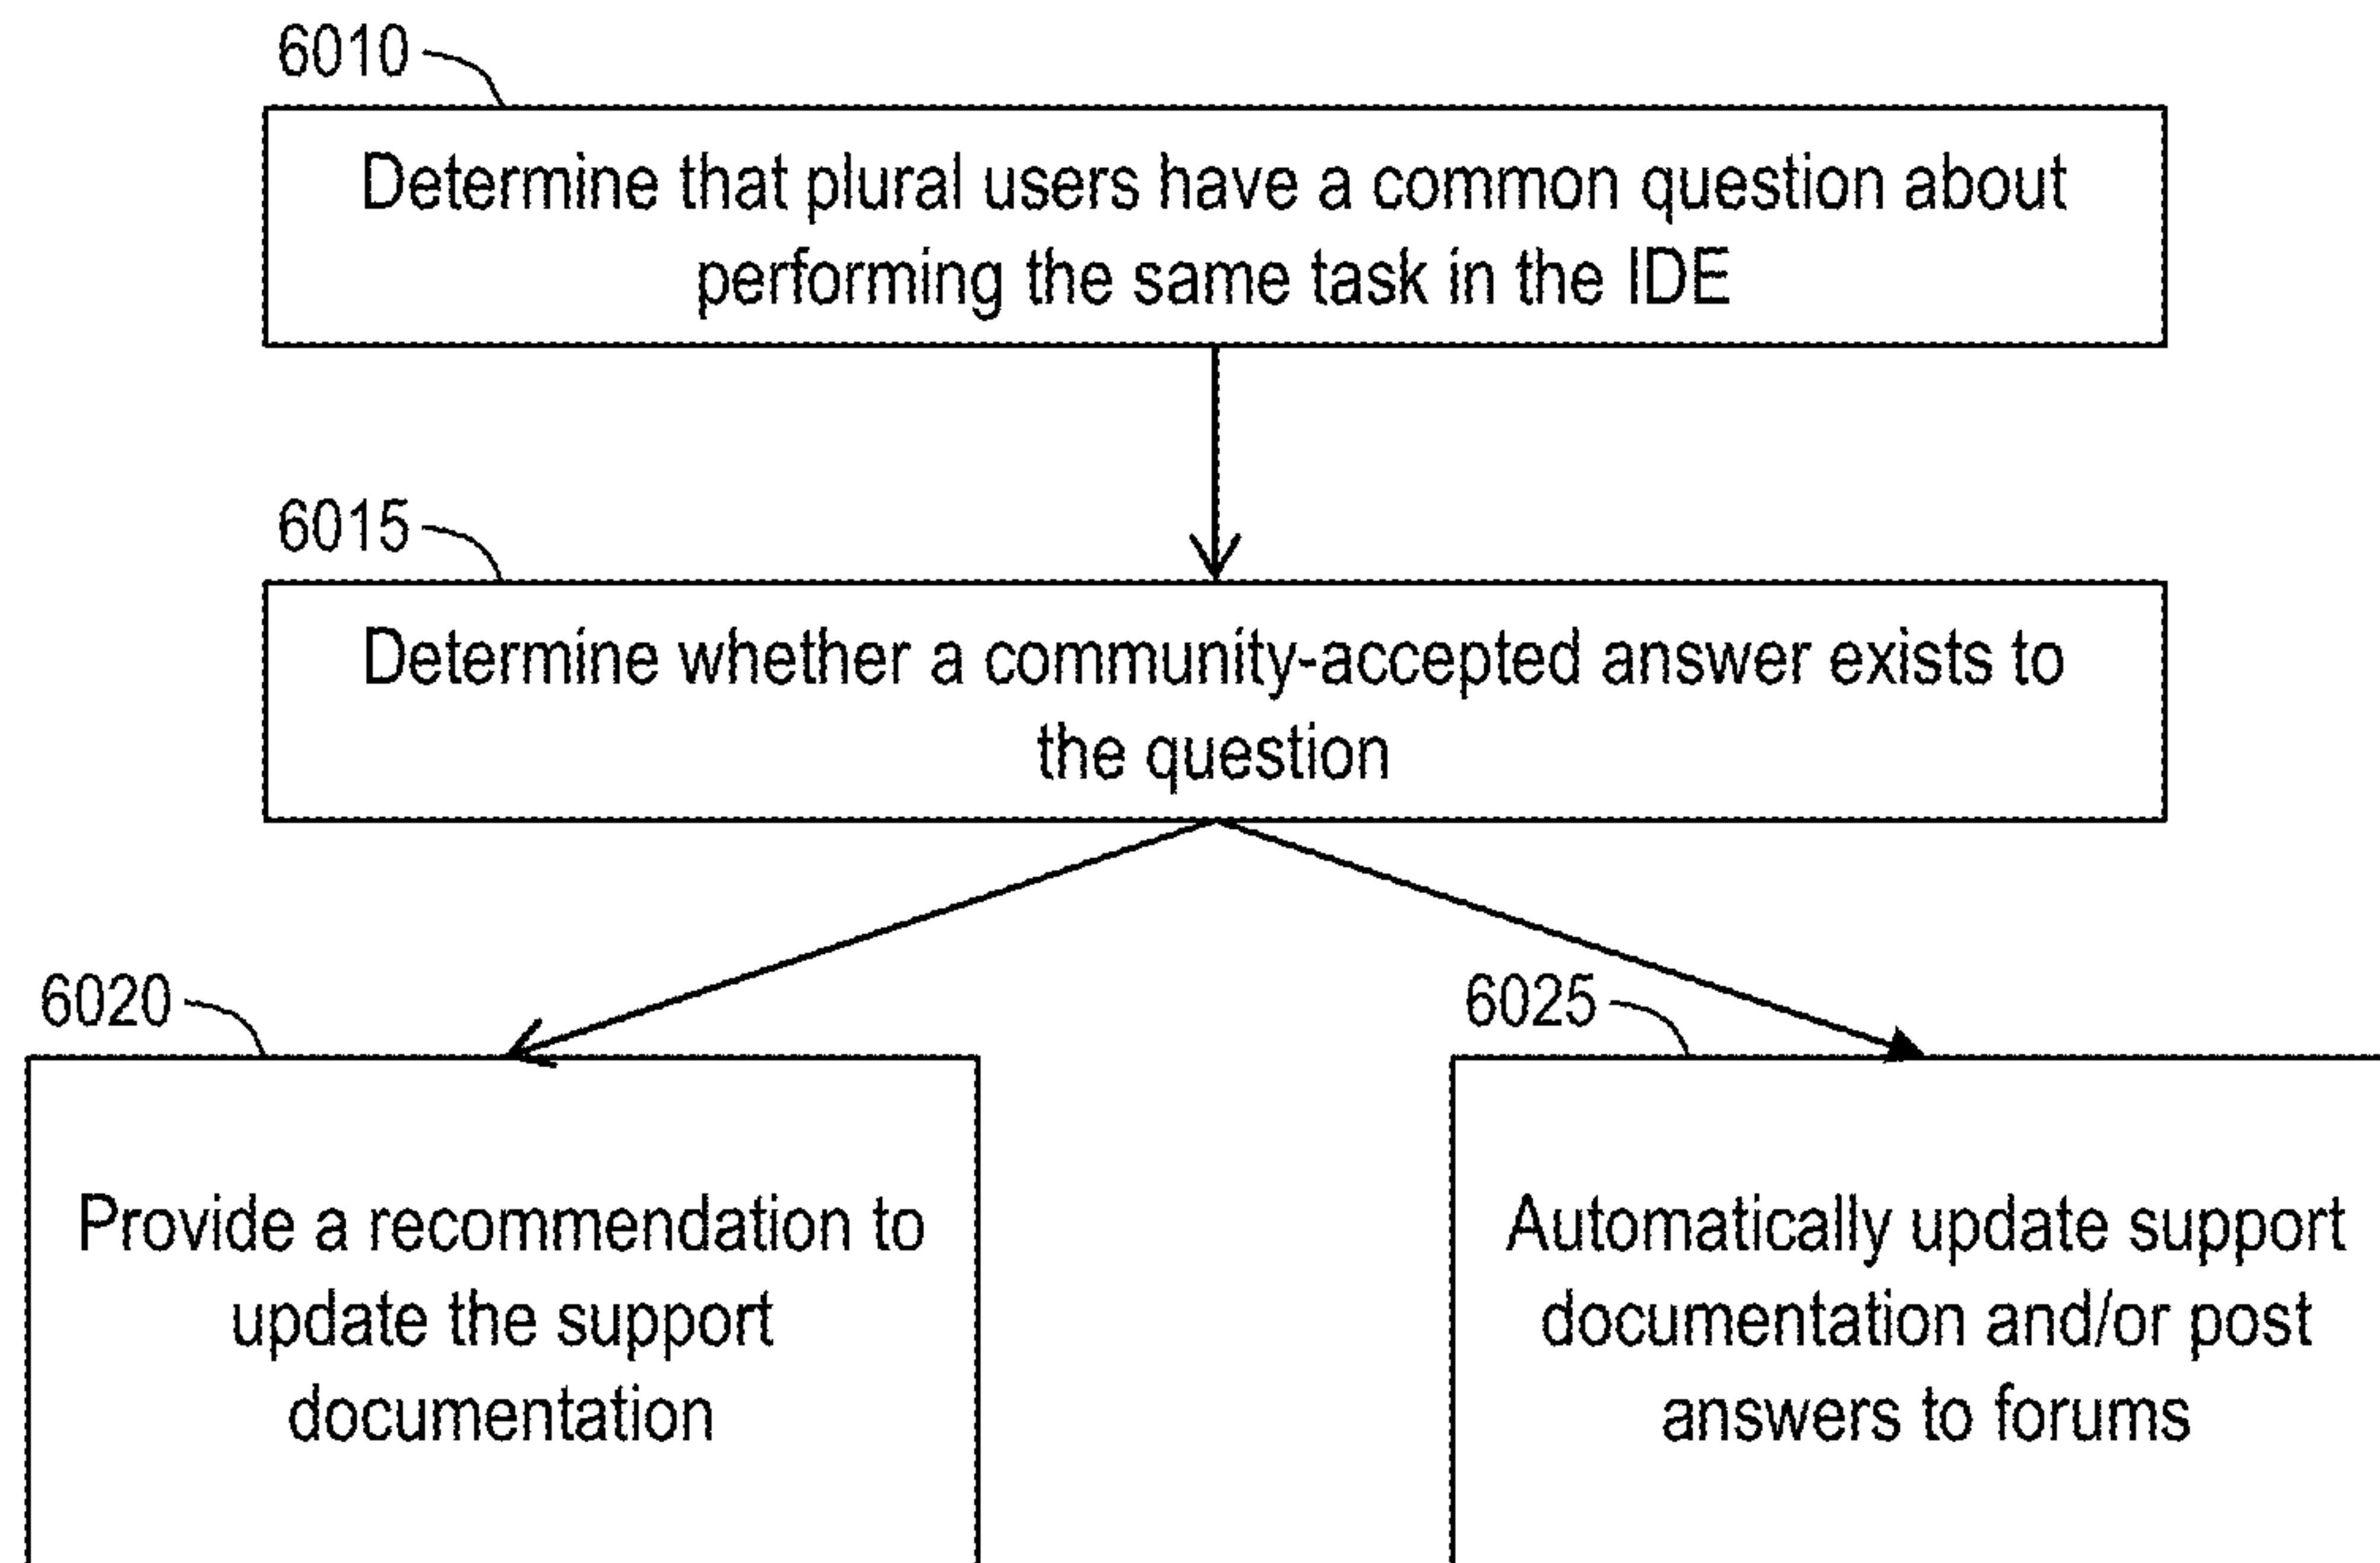 6010
Determine that plural users have a common question about
performing the same task in the IDE
6015
Determine whether a community-accepted answer exists to
the question
6020
Provide a recommendation to
update the support
documentation
6025
Automatically update support
documentation and/or post
answers to forums